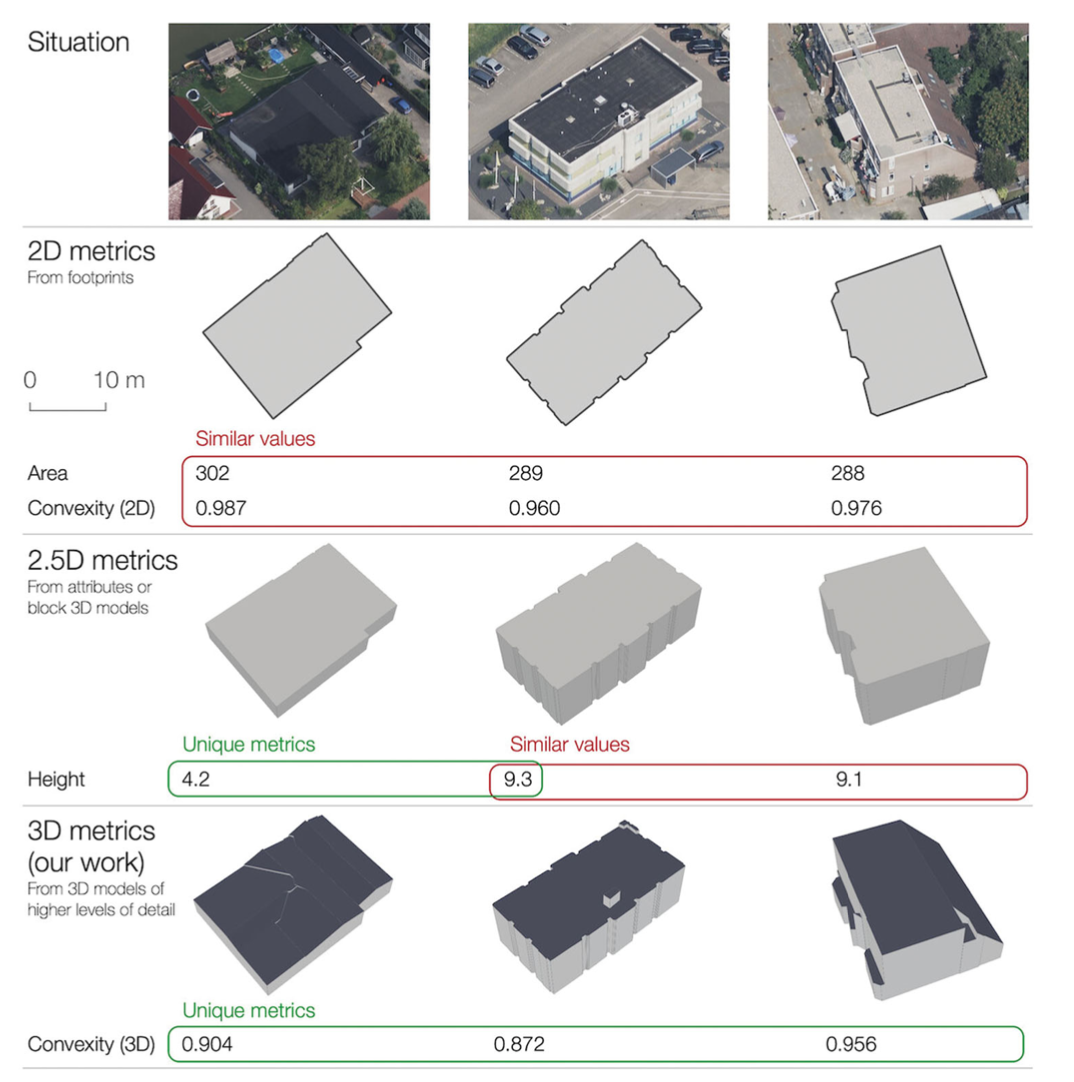 Situation
2D metrics
From footprints
0 10 m
Similar values
Area 302 289 288
Convexity (2D) 0.987 0.960 0.976
2.5D metrics
From attributes or
block 3D models
Unique metrics Similar values
Height 4.2 9.3 9.1
3D metrics
(our work)
From 3D models of
higher levels of detail
Unique metrics
Convexity (3D) 0.904 0.872 0.956